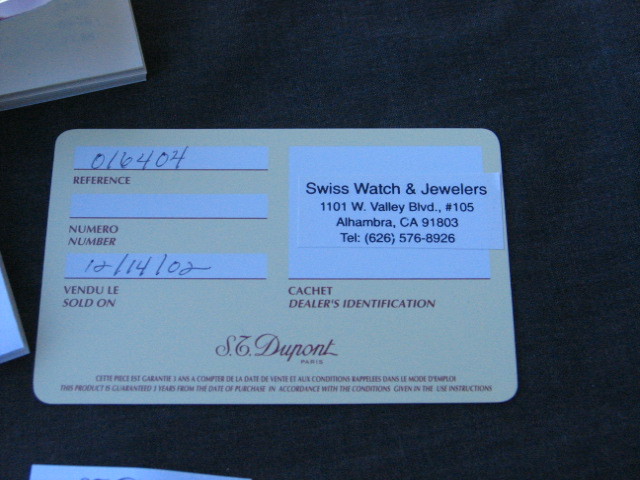 016404
REFERENCE
NUMERO
NUMBER
12/14/02
VENDU LE
SOLD ON
Swiss Watch & Jewelers
1101 W. Valley Blvd., #105
Alhambra, CA 91803
Tel: (626) 576-8926
CACHET
DEALER'S IDENTIFICATION
S.T. Dupont
PARIS
CETTE PIECE EST GARANTIE 3 ANS A COMPTER DE LA DATE DE VENTE ET AUX CONDITIONS RAPPELEES DANS LE MODE D'EMPLOI
THIS PRODUCT IS GUARANTEED 3 YEARS FROM THE DATE OF PURCHASE IN ACCORDANCE WITH THE CONDITIONS GIVEN IN THE USE INSTRUCTIONS